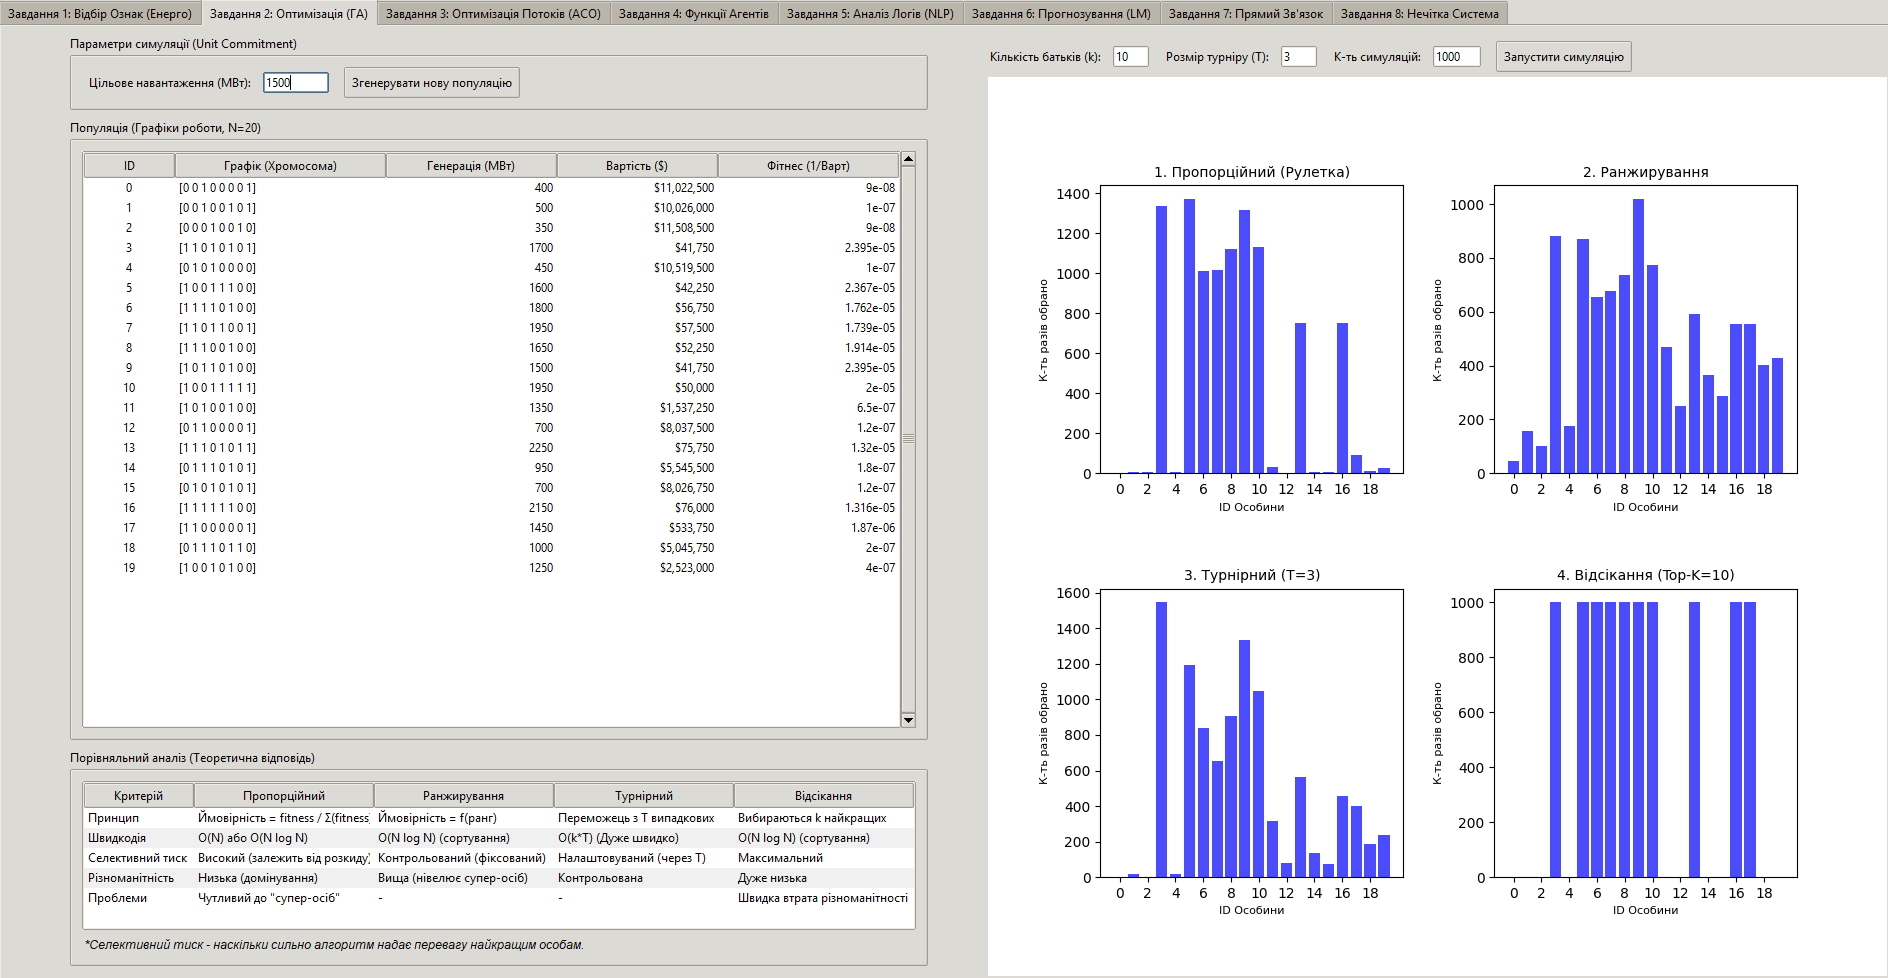 Завдання 1: Відбір Ознак (Енерго) Завдання 2: Оптимізація (ГА) Завдання 3: Оптимізація Потоків (ACO) Завдання 4: Функції Агентів Завдання 5: Аналіз Логів (NLP) Завдання 6: Прогнозування (LM) Завдання 7: Прямий Зв'язок Завдання 8: Нечітка Система
Параметри симуляції (Unit Commitment)
Цільове навантаження (МВт): 1500 Згенерувати нову популяцію
Популяція (Графіки роботи, N=20)
ID Графік (Хромосома) Генерація (МВт) Вартість ($) Фітнес (1/Варт)
0 [0 0 1 0 0 0 0 1] 400 $11,022,500 9e-08
1 [0 0 1 0 0 1 0 1] 500 $10,026,000 1e-07
2 [0 0 0 1 0 0 1 0] 350 $11,508,500 9e-08
3 [1 1 0 1 0 1 0 1] 1700 $41,750 2.395e-05
4 [0 1 0 1 0 0 0 0] 450 $10,519,500 1e-07
5 [1 0 0 1 1 1 0 0] 1600 $42,250 2.367e-05
6 [1 1 1 1 0 1 0 0] 1800 $56,750 1.762e-05
7 [1 1 0 1 1 0 0 1] 1950 $57,500 1.739e-05
8 [1 1 1 0 0 1 0 0] 1650 $52,250 1.914e-05
9 [1 0 1 1 0 1 0 0] 1500 $41,750 2.395e-05
10 [1 0 0 1 1 1 1 1] 1950 $50,000 2e-05
11 [1 0 1 0 0 1 0 0] 1350 $1,537,250 6.5e-07
12 [0 1 1 0 0 0 0 1] 700 $8,037,500 1.2e-07
13 [1 1 1 0 1 0 1 1] 2250 $75,750 1.32e-05
14 [0 1 1 1 0 1 0 1] 950 $5,545,500 1.8e-07
15 [0 1 0 1 0 1 0 1] 700 $8,026,750 1.2e-07
16 [1 1 1 1 1 1 0 0] 2150 $76,000 1.316e-05
17 [1 1 0 0 0 0 0 1] 1450 $533,750 1.87e-06
18 [0 1 1 1 0 1 1 0] 1000 $5,045,750 2e-07
19 [1 0 0 1 0 1 0 0] 1250 $2,523,000 4e-07
Порівняльний аналіз (Теоретична відповідь)
Критерій Пропорційний Ранжирування Турнірний Відсікання
Принцип Ймовірність = fitness / Σ(fitness) Ймовірність = f(ранг) Переможець з T випадкових Вибираються k найкращих
Швидкодія O(N) або O(N log N) O(N log N) (сортування) O(k*T) (Дуже швидко) O(N log N) (сортування)
Селективний тиск Високий (залежить від розкиду) Контрольований (фіксований) Налаштовуваний (через T) Максимальний
Різноманітність Низька (домінування) Вища (нівелює супер-осіб) Контрольована Дуже низька
Проблеми Чутливий до "супер-осіб" - - Швидка втрата різноманітності
*Селективний тиск - наскільки сильно алгоритм надає перевагу найкращим особам.
Кількість батьків (k): 10 Розмір турніру (T): 3 К-ть симуляцій: 1000 Запустити симуляцію
1. Пропорційний (Рулетка)
К-ть разів обрано
1400
1200
1000
800
600
400
200
0
0 2 4 6 8 10 12 14 16 18
ID Особини
2. Ранжирування
К-ть разів обрано
1000
800
600
400
200
0
0 2 4 6 8 10 12 14 16 18
ID Особини
3. Турнірний (T=3)
К-ть разів обрано
1600
1400
1200
1000
800
600
400
200
0
0 2 4 6 8 10 12 14 16 18
ID Особини
4. Відсікання (Top-K=10)
К-ть разів обрано
1000
800
600
400
200
0
0 2 4 6 8 10 12 14 16 18
ID Особини